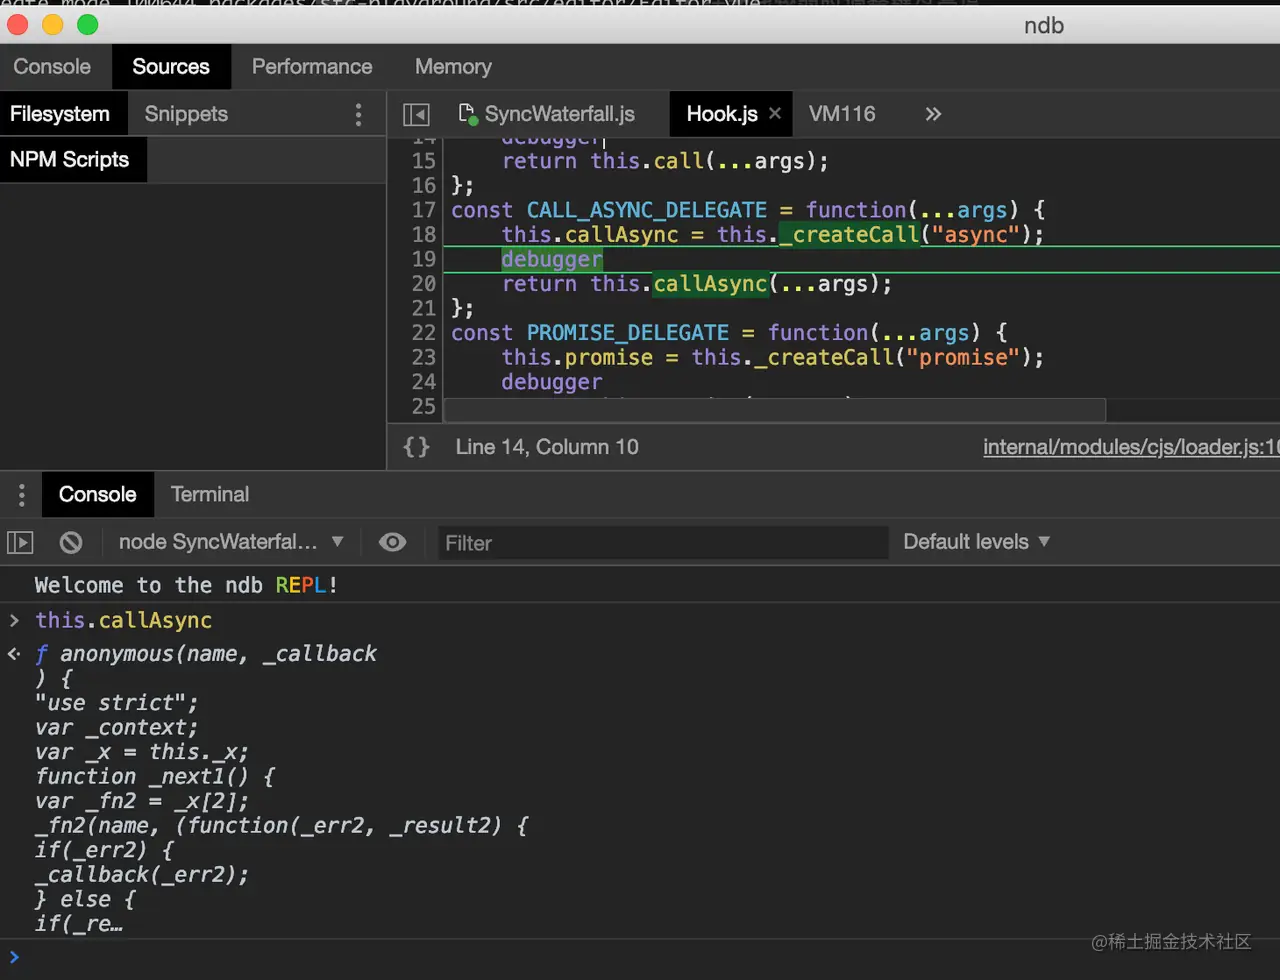 ndb
Console Sources Performance Memory
Filesystem Snippets
SyncWaterfall.js Hook.js × VM116 »
NPM Scripts
14 debugger
15 return this.call(...args);
16 };
17 const CALL_ASYNC_DELEGATE = function(...args) {
18 this.callAsync = this._createCall("async");
19 debugger
20 return this.callAsync(...args);
21 };
22 const PROMISE_DELEGATE = function(...args) {
23 this.promise = this._createCall("promise");
24 debugger
25
{} Line 14, Column 10 internal/modules/cjs/loader.js:10
Console Terminal
node SyncWaterfal... ▼ Filter Default levels ▼
Welcome to the ndb REPL!
> this.callAsync
ƒ anonymous(name, _callback
) {
"use strict";
var _context;
var _x = this._x;
function _next1() {
var _fn2 = _x[2];
_fn2(name, (function(_err2, _result2) {
if(_err2) {
_callback(_err2);
} else {
if(_re…
>
@稀土掘金技术社区